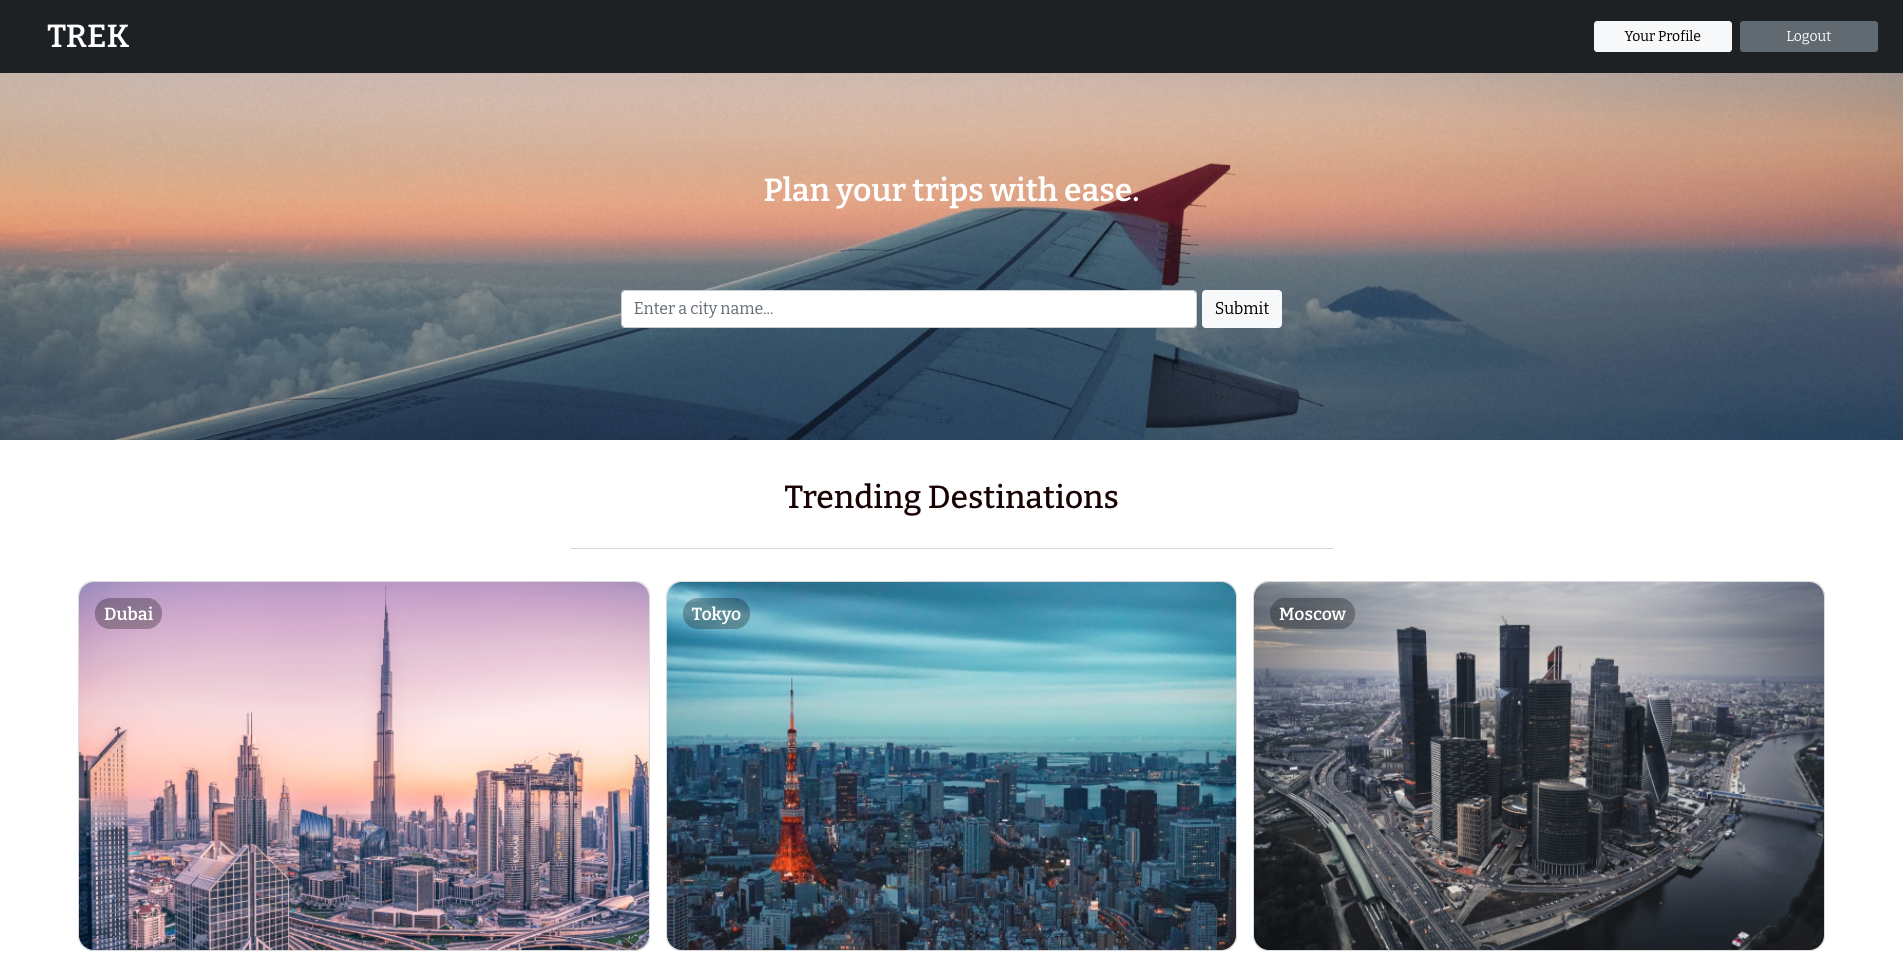 TREK
Your Profile
Logout
Plan your trips with ease.
Enter a city name...
Submit
Trending Destinations
Dubai
Tokyo
Moscow